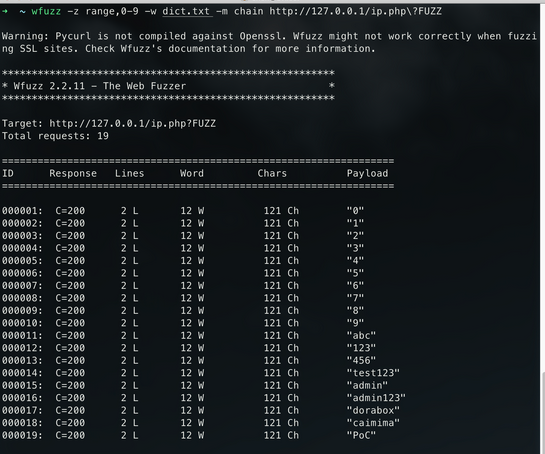 ➜  ~ wfuzz -z range,0-9 -w dict.txt -m chain http://127.0.0.1/ip.php\?FUZZ
Warning: Pycurl is not compiled against Openssl. Wfuzz might not work correctly when fuzzi
ng SSL sites. Check Wfuzz's documentation for more information.
********************************************************
* Wfuzz 2.2.11 - The Web Fuzzer                        *
********************************************************
Target: http://127.0.0.1/ip.php?FUZZ
Total requests: 19
==================================================================
ID      Response   Lines      Word         Chars          Payload
==================================================================
000001:  C=200      2 L       12 W        121 Ch        "0"
000002:  C=200      2 L       12 W        121 Ch        "1"
000003:  C=200      2 L       12 W        121 Ch        "2"
000004:  C=200      2 L       12 W        121 Ch        "3"
000005:  C=200      2 L       12 W        121 Ch        "4"
000006:  C=200      2 L       12 W        121 Ch        "5"
000007:  C=200      2 L       12 W        121 Ch        "6"
000008:  C=200      2 L       12 W        121 Ch        "7"
000009:  C=200      2 L       12 W        121 Ch        "8"
000010:  C=200      2 L       12 W        121 Ch        "9"
000011:  C=200      2 L       12 W        121 Ch        "abc"
000012:  C=200      2 L       12 W        121 Ch        "123"
000013:  C=200      2 L       12 W        121 Ch        "456"
000014:  C=200      2 L       12 W        121 Ch        "test123"
000015:  C=200      2 L       12 W        121 Ch        "admin"
000016:  C=200      2 L       12 W        121 Ch        "admin123"
000017:  C=200      2 L       12 W        121 Ch        "dorabox"
000018:  C=200      2 L       12 W        121 Ch        "caimima"
000019:  C=200      2 L       12 W        121 Ch        "PoC"